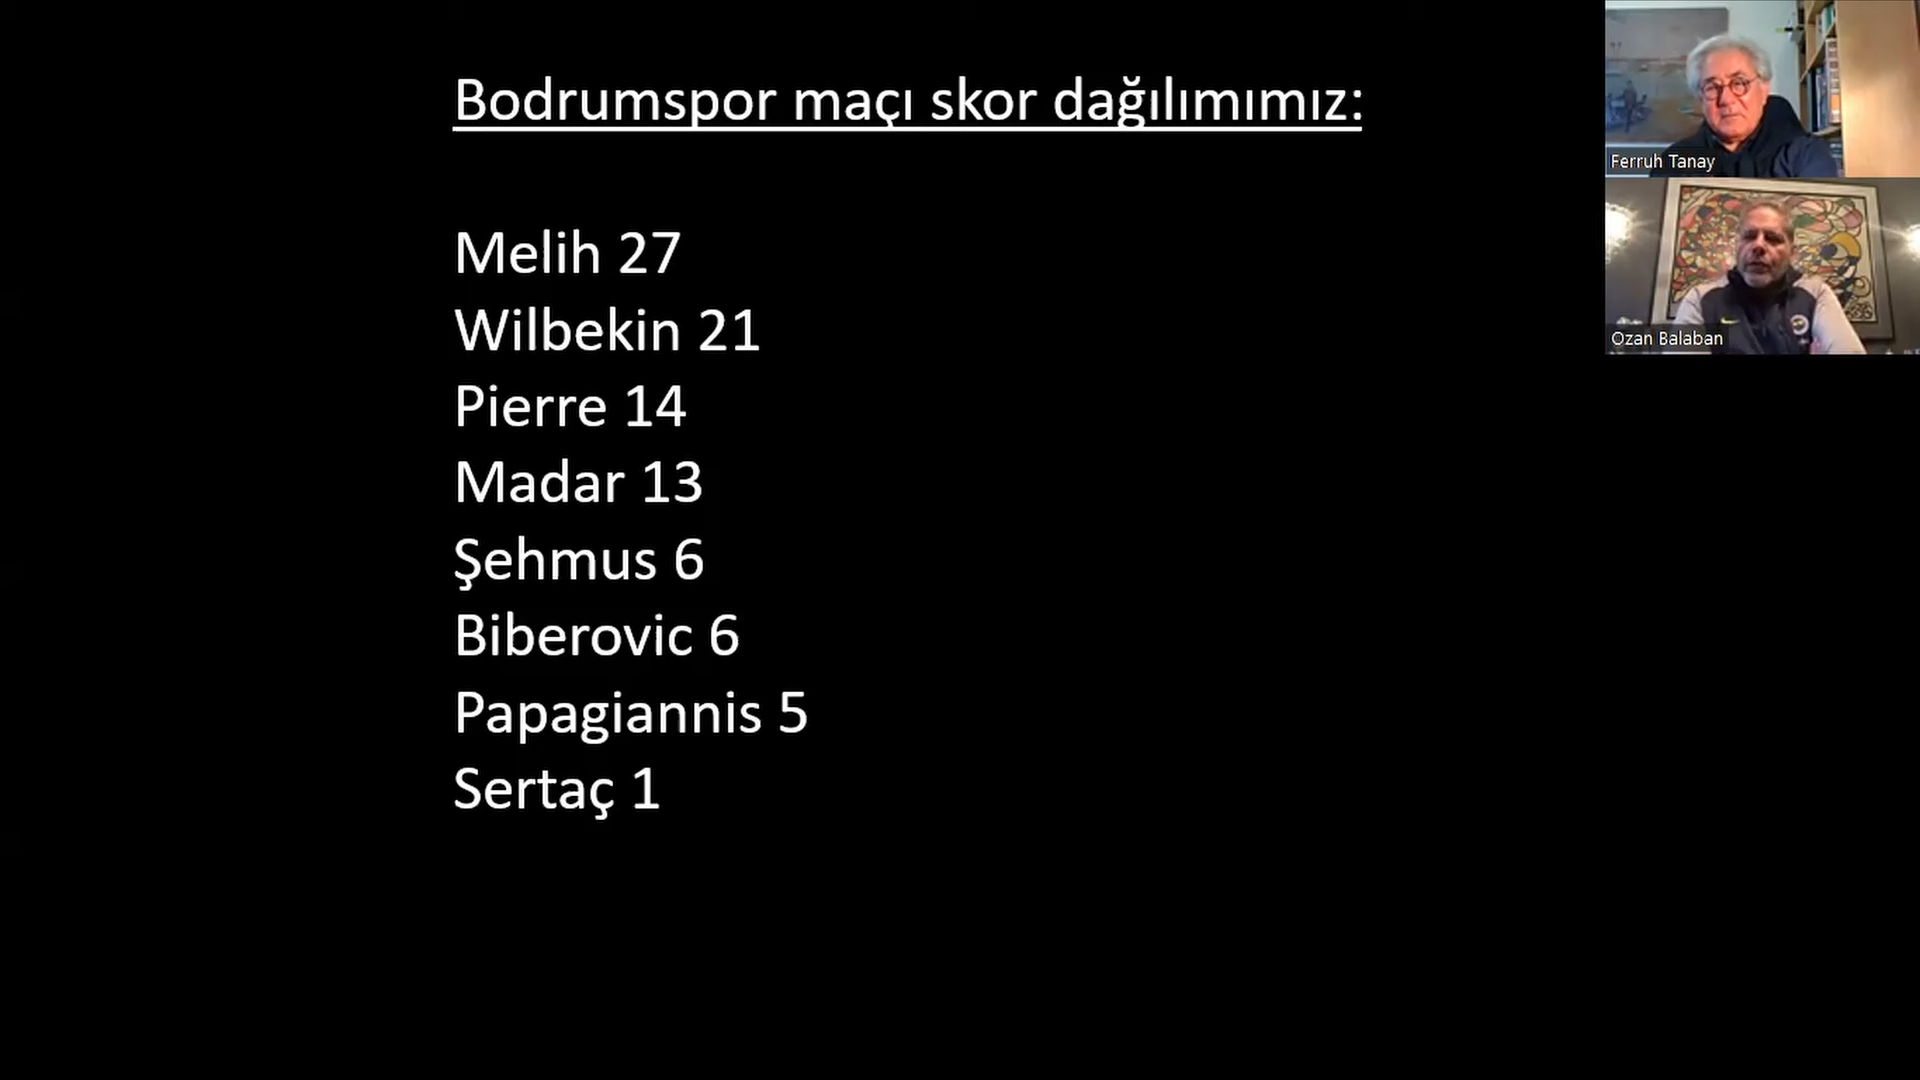 Bodrumspor maçı skor dağılımımız:
Melih 27
Wilbekin 21
Pierre 14
Madar 13
Şehmus 6
Biberovic 6
Papagiannis 5
Sertaç 1
Ferruh Tanay
Ozan Balaban